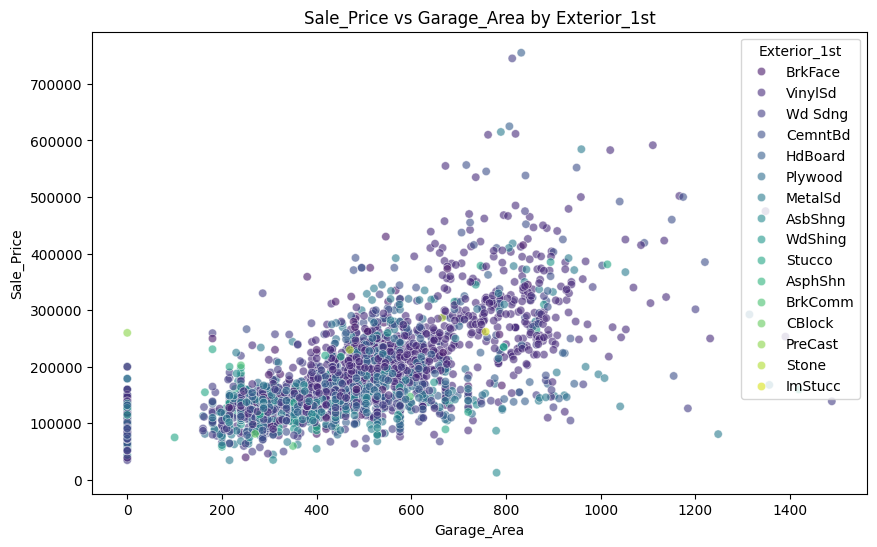 Sale_Price vs Garage_Area by Exterior_1st
Exterior_1st
BrkFace
VinylSd
Wd Sdng
CemntBd
HdBoard
Plywood
MetalSd
AsbShng
WdShing
Stucco
AsphShn
BrkComm
CBlock
PreCast
Stone
ImStucc
Sale_Price
700000
600000
500000
400000
300000
200000
100000
0
0 200 400 600 800 1000 1200 1400
Garage_Area